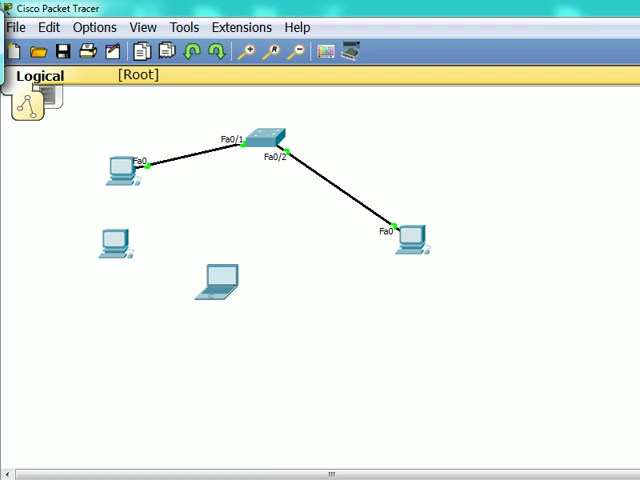 Cisco Packet Tracer
File Edit Options View Tools Extensions Help
Logical [Root]
Fa0/1
Fa0/2
Fa0
Fa0